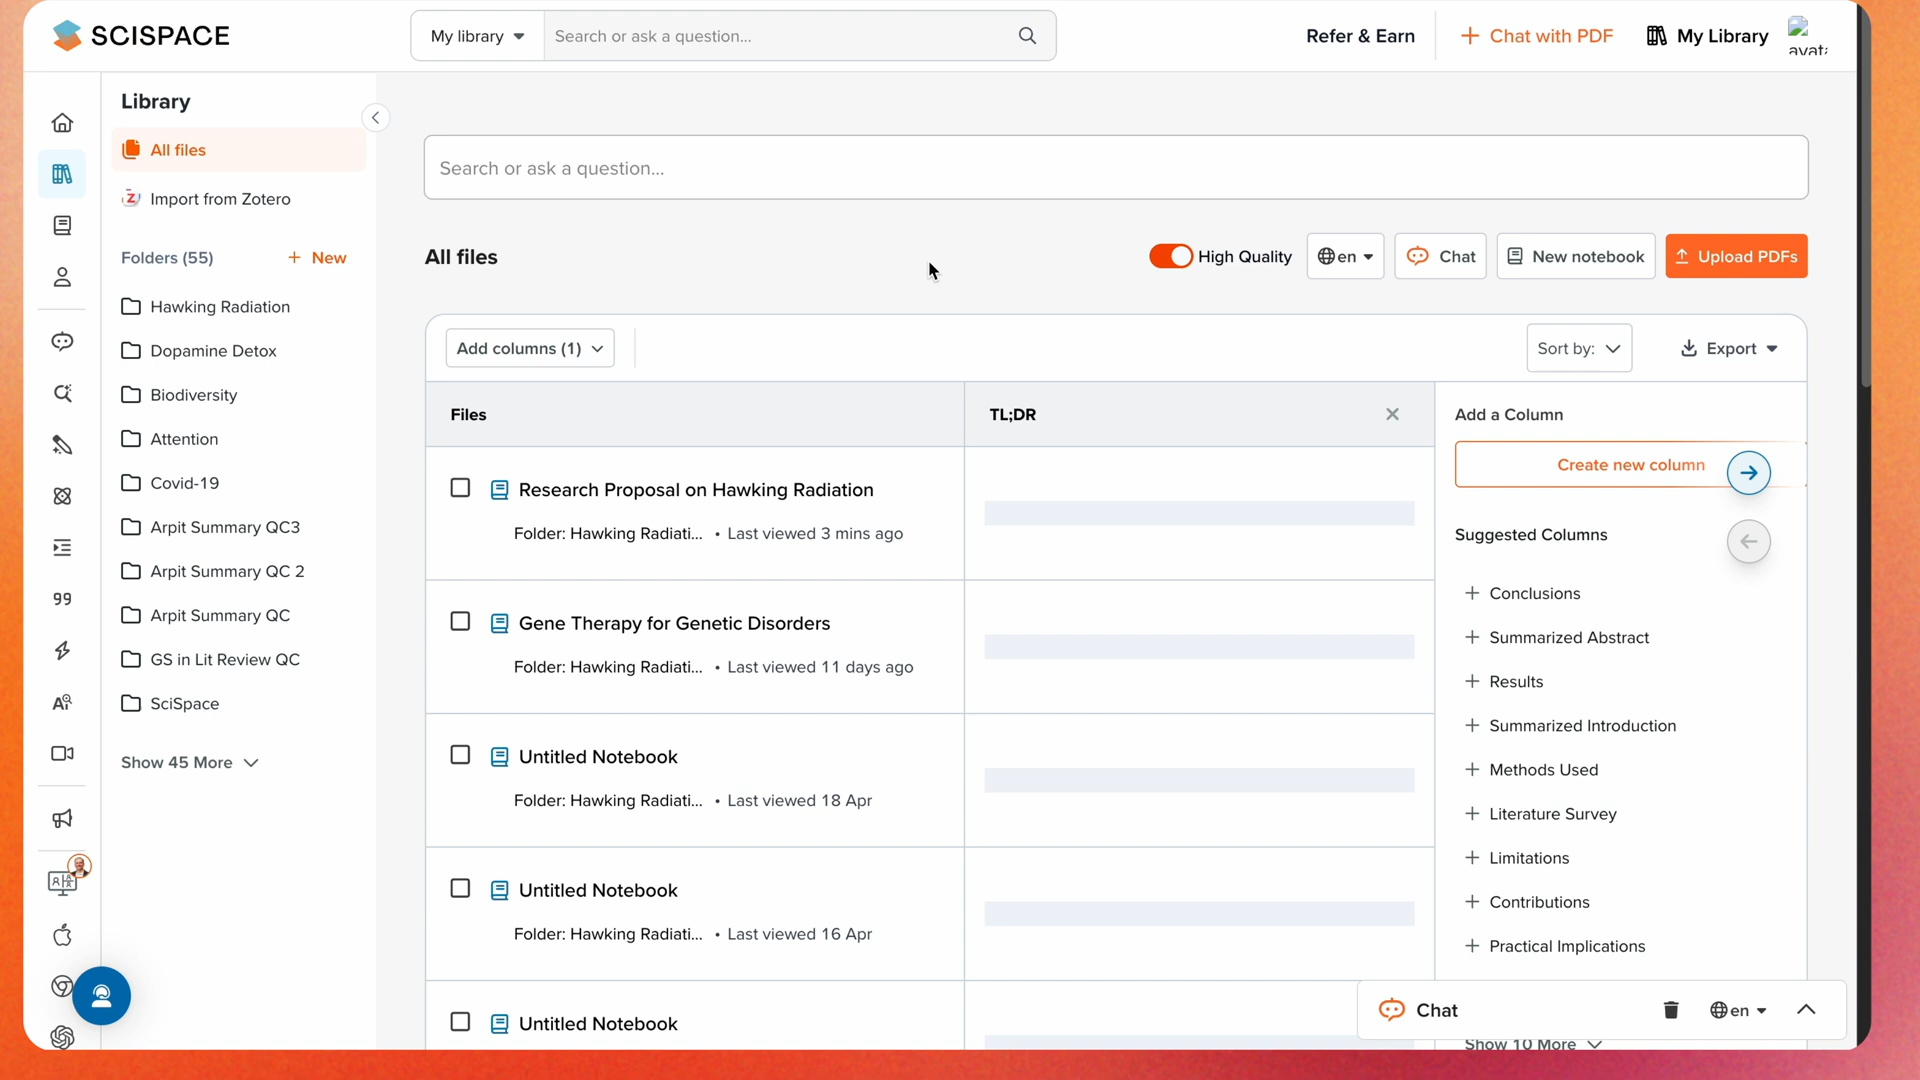 SCISPACE
My library
Search or ask a question...
Refer & Earn
Chat with PDF
My Library
avata
Library
All files
Import from Zotero
Folders (55)
+ New
Hawking Radiation
Dopamine Detox
Biodiversity
Attention
Covid-19
Arpit Summary QC3
Arpit Summary QC 2
Arpit Summary QC
GS in Lit Review QC
SciSpace
Show 45 More
Search or ask a question...
All files
High Quality
en
Chat
New notebook
Upload PDFs
Add columns (1)
Sort by:
Export
Files
TL;DR
Research Proposal on Hawking Radiation
Folder: Hawking Radiati... • Last viewed 3 mins ago
Gene Therapy for Genetic Disorders
Folder: Hawking Radiati... • Last viewed 11 days ago
Untitled Notebook
Folder: Hawking Radiati... • Last viewed 18 Apr
Untitled Notebook
Folder: Hawking Radiati... • Last viewed 16 Apr
Untitled Notebook
Add a Column
Create new column
Suggested Columns
Conclusions
Summarized Abstract
Results
Summarized Introduction
Methods Used
Literature Survey
Limitations
Contributions
Practical Implications
Chat
en
Show 10 More